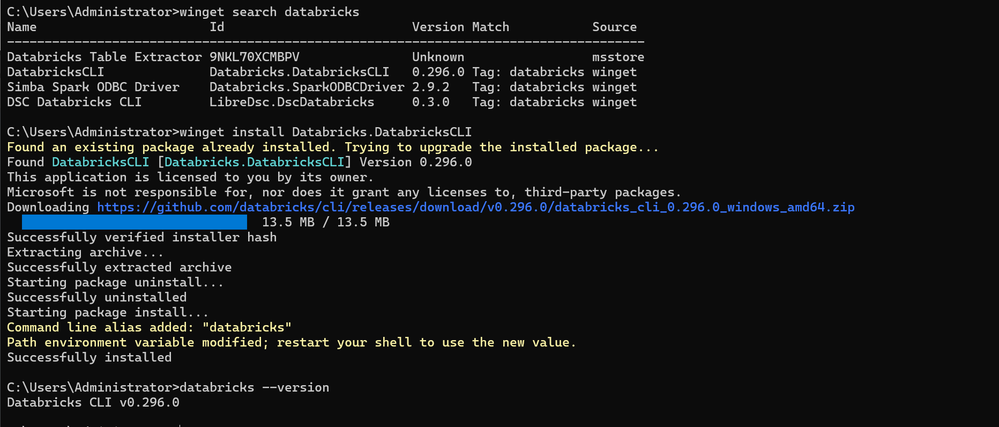 C:\Users\Administrator>winget search databricks
Name                       Id                         Version Match           Source
-------------------------------------------------------------------------------------
Databricks Table Extractor 9NKL70XCMBPV               Unknown                 msstore
DatabricksCLI              Databricks.DatabricksCLI   0.296.0 Tag: databricks winget
Simba Spark ODBC Driver    Databricks.SparkODBCDriver 2.9.2   Tag: databricks winget
DSC Databricks CLI         LibreDsc.DscDatabricks     0.3.0   Tag: databricks winget
C:\Users\Administrator>winget install Databricks.DatabricksCLI
Found an existing package already installed. Trying to upgrade the installed package...
Found DatabricksCLI [Databricks.DatabricksCLI] Version 0.296.0
This application is licensed to you by its owner.
Microsoft is not responsible for, nor does it grant any licenses to, third-party packages.
Downloading https://github.com/databricks/cli/releases/download/v0.296.0/databricks_cli_0.296.0_windows_amd64.zip
13.5 MB / 13.5 MB
Successfully verified installer hash
Extracting archive...
Successfully extracted archive
Starting package uninstall...
Successfully uninstalled
Starting package install...
Command line alias added: "databricks"
Path environment variable modified; restart your shell to use the new value.
Successfully installed
C:\Users\Administrator>databricks --version
Databricks CLI v0.296.0